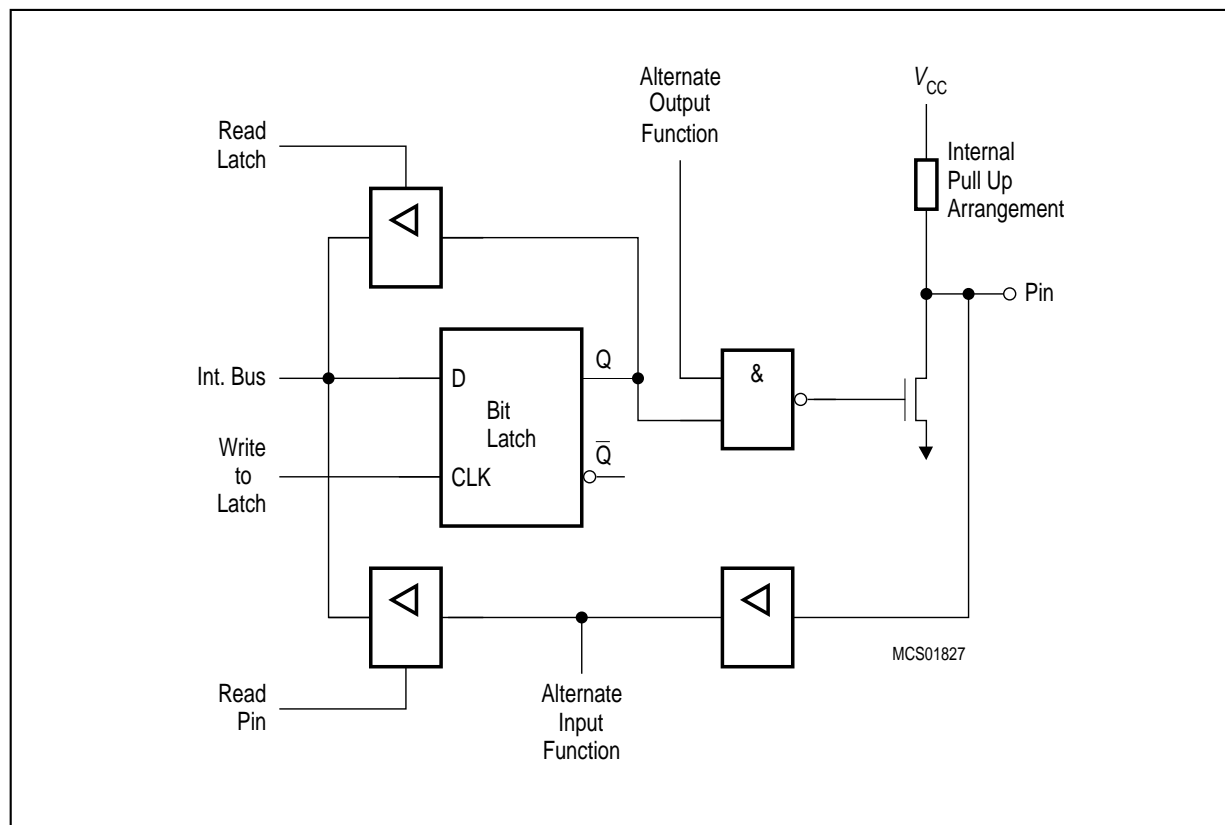 Alternate
Output
Function
VCC
Read
Latch
Internal
Pull Up
Arrangement
Pin
Int. Bus
D
Q
&
Bit
Latch
Write
to
Latch
CLK
Q̅
MCS01827
Read
Pin
Alternate
Input
Function